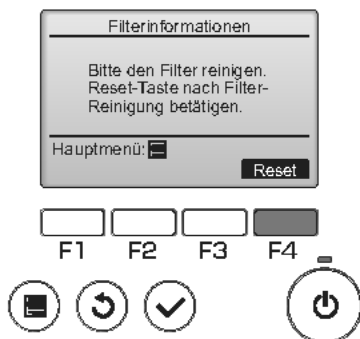 Filterinformationen
Bitte den Filter reinigen.
Reset-Taste nach Filter-
Reinigung betätigen.
Hauptmenü:
Reset
F1 F2 F3 F4